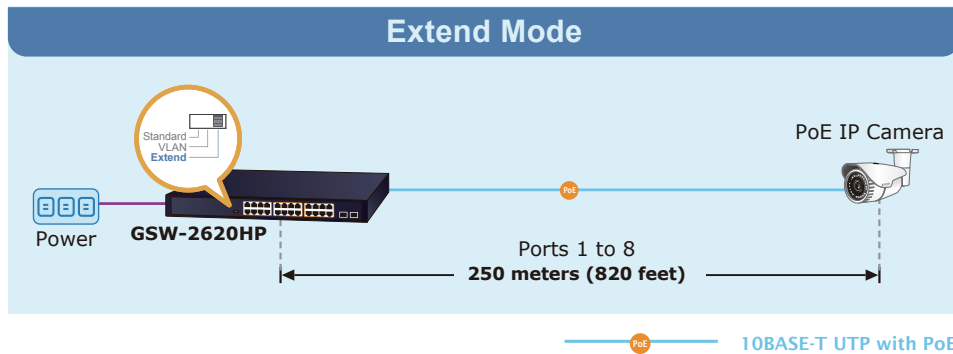 Extend Mode
Standard
VLAN
Extend
PoE IP Camera
PoE
Power
GSW-2620HP
Ports 1 to 8
250 meters (820 feet)
PoE
10BASE-T UTP with PoE